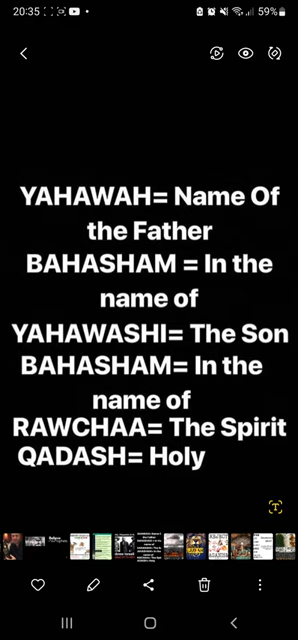 20:35
59%
YAHAWAH= Name Of
the Father
BAHASHAM = In the
name of
YAHAWASHI= The Son
BAHASHAM= In the
name of
RAWCHAA= The Spirit
QADASH= Holy
T